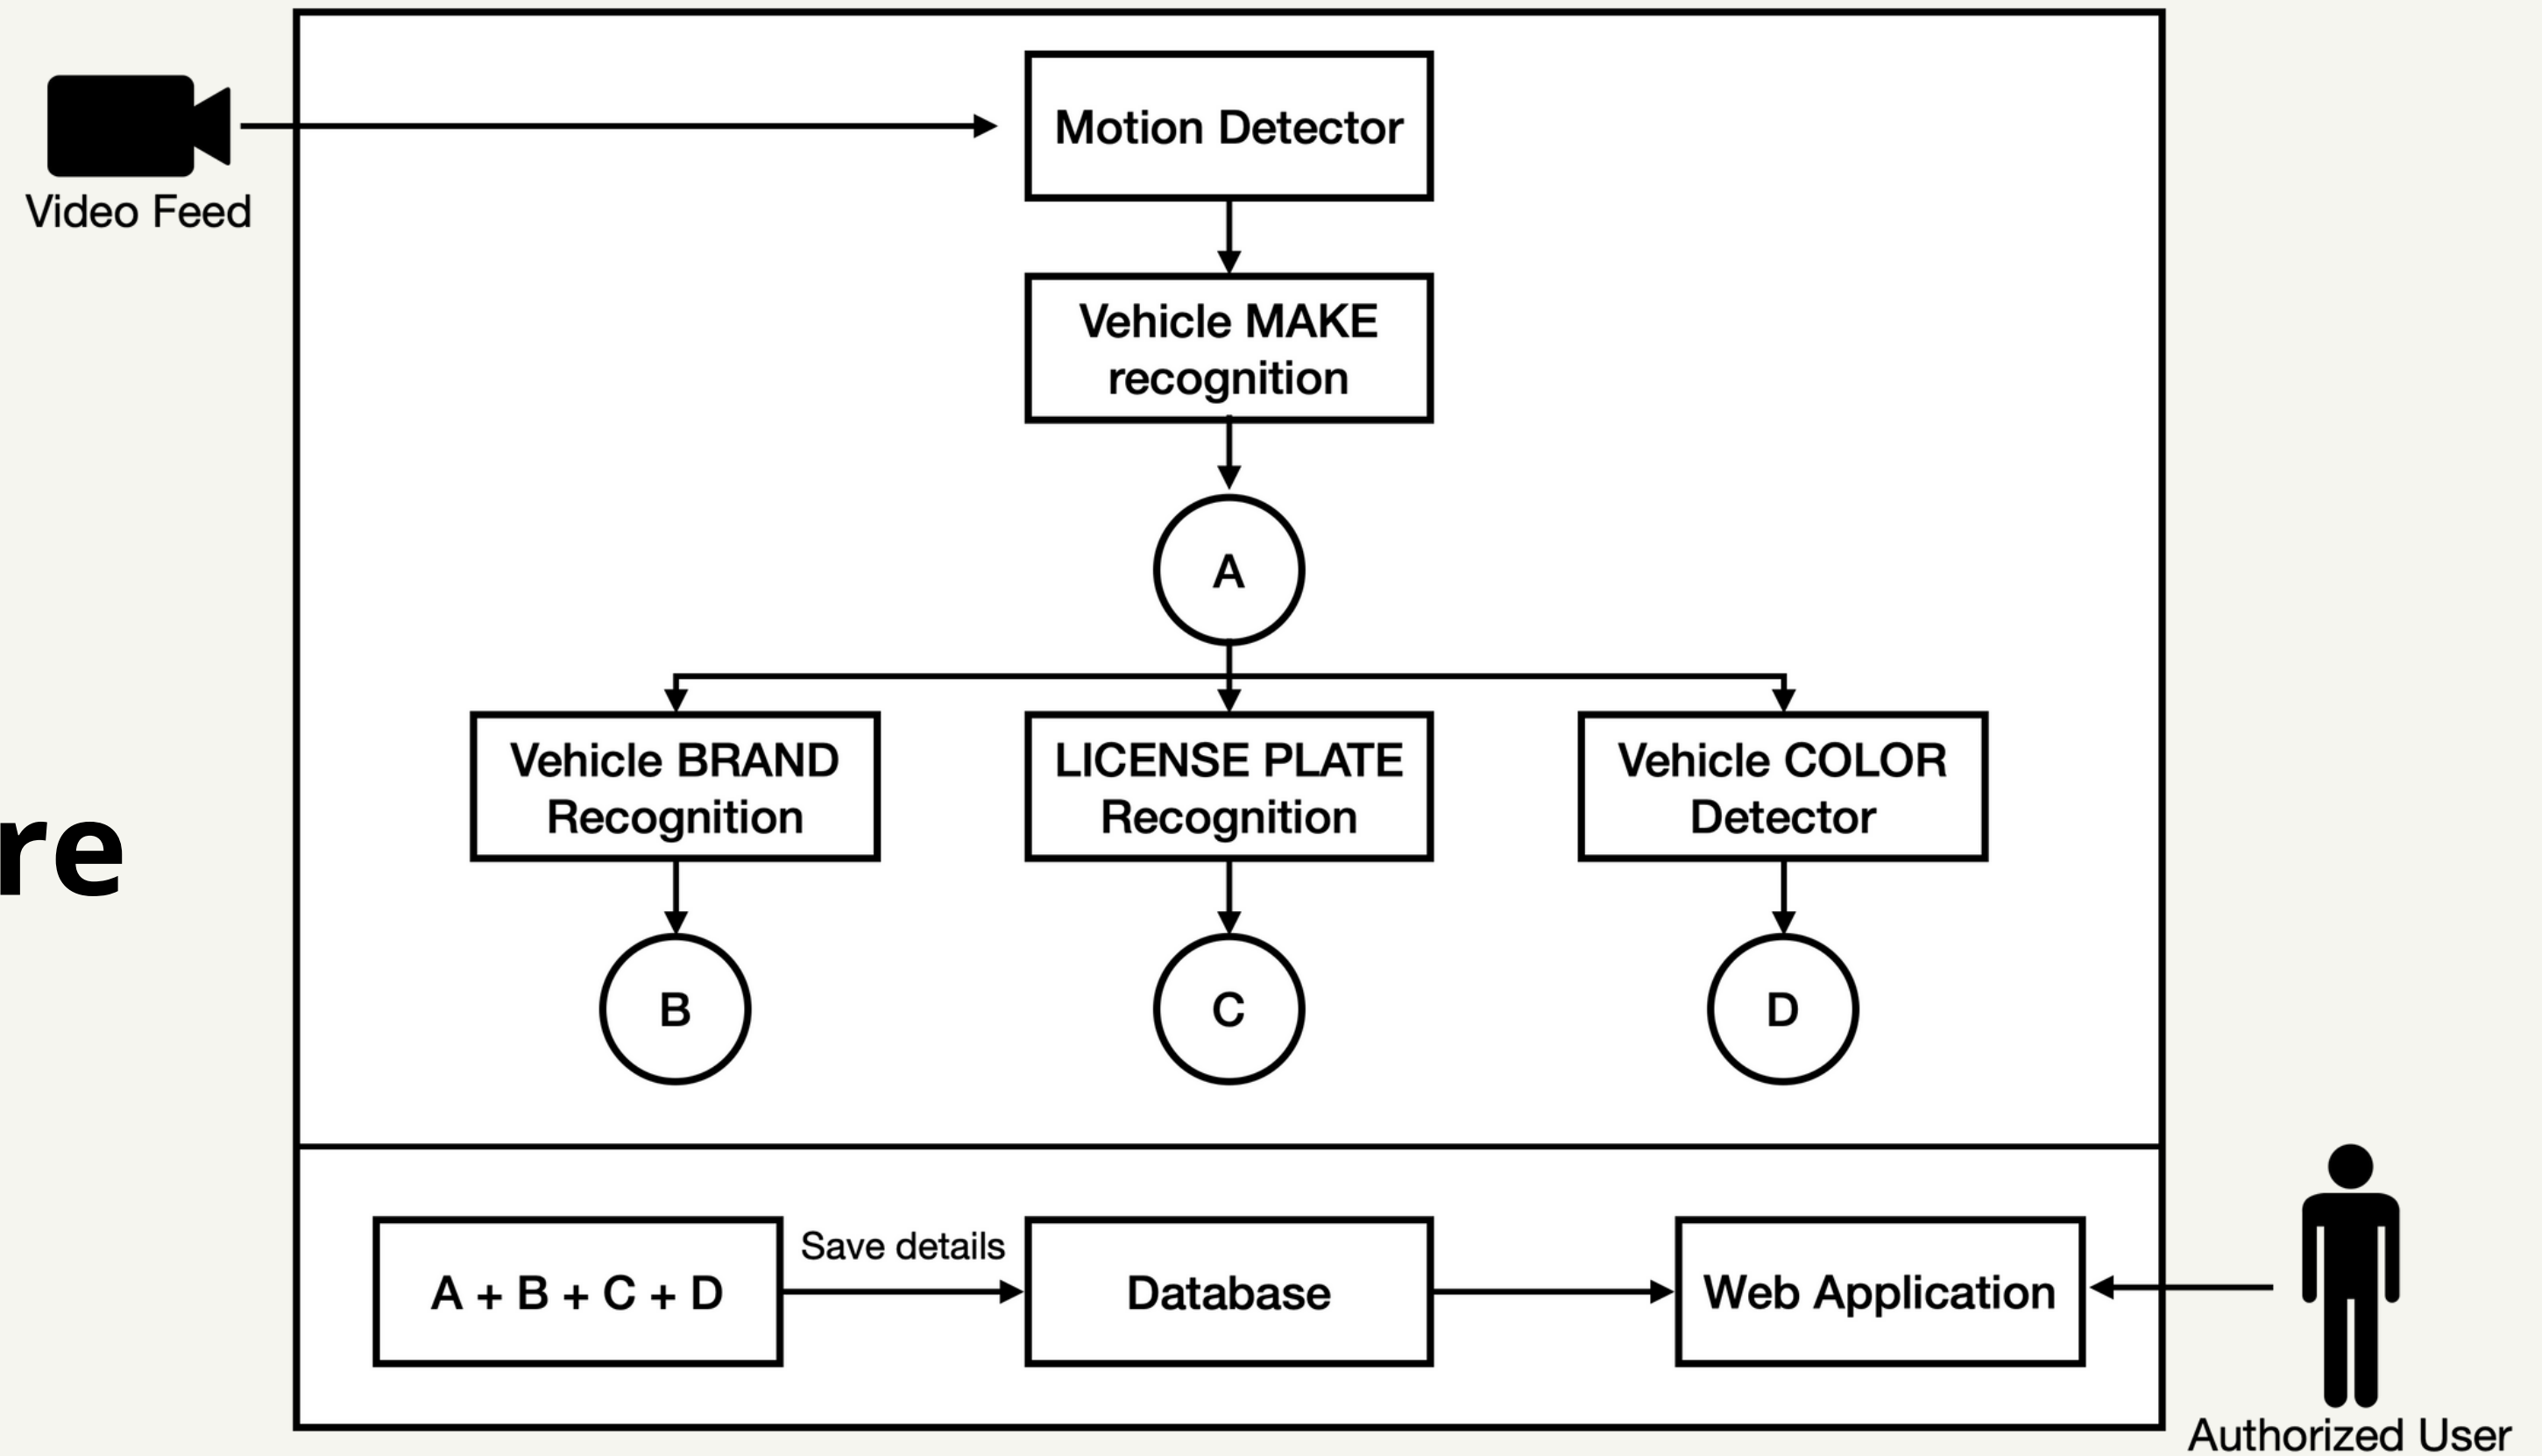 Motion Detector
Video Feed
Vehicle MAKE
recognition
A
Vehicle BRAND
Recognition
LICENSE PLATE
Recognition
Vehicle COLOR
Detector
re
B
C
D
A + B + C + D
Save details
Database
Web Application
Authorized User